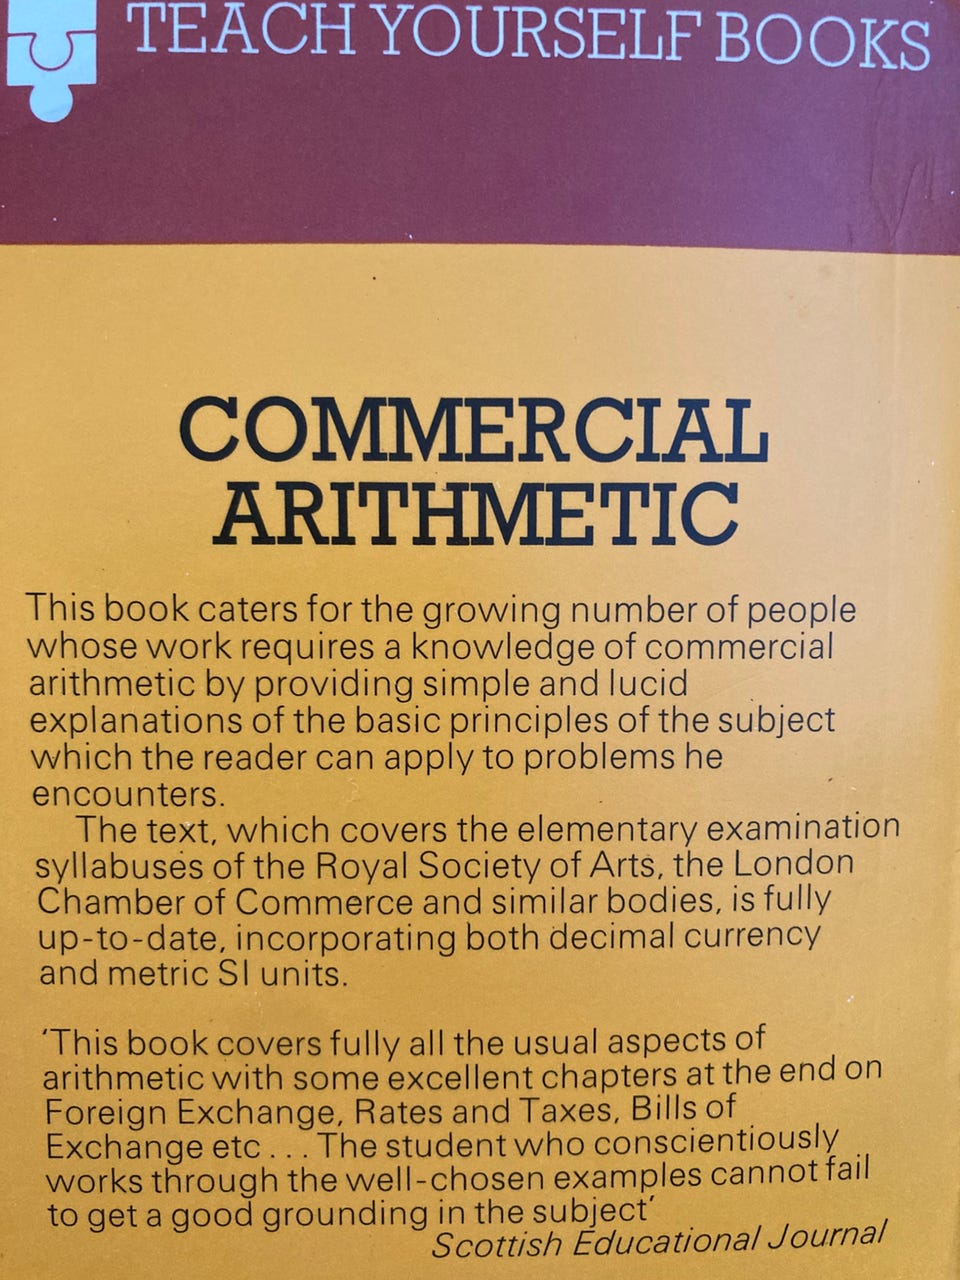 TEACH YOURSELF BOOKS
COMMERCIAL
ARITHMETIC
This book caters for the growing number of people
whose work requires a knowledge of commercial
arithmetic by providing simple and lucid
explanations of the basic principles of the subject
which the reader can apply to problems he
encounters.
The text, which covers the elementary examination
syllabuses of the Royal Society of Arts, the London
Chamber of Commerce and similar bodies, is fully
up-to-date, incorporating both decimal currency
and metric SI units.
‘This book covers fully all the usual aspects of
arithmetic with some excellent chapters at the end on
Foreign Exchange, Rates and Taxes, Bills of
Exchange etc . . . The student who conscientiously
works through the well-chosen examples cannot fail
to get a good grounding in the subject’
Scottish Educational Journal